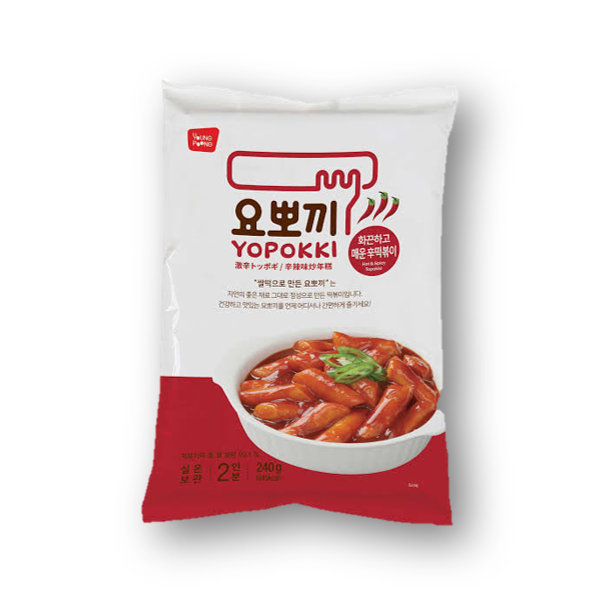 YOUNG
POONG
요뽀끼
YOPOKKI
激辛トッポギ / 辛辣味炒年糕
화끈하고
매운 辛떡볶이
Hot & Spicy
Topokki
"쌀떡으로 만든 요뽀끼" 는
자연의 좋은 재료 그대로 정성으로 만든 떡볶이입니다.
건강하고 맛있는 요뽀끼를 언제 어디서나 간편하게 즐기세요!
실온
보관
2인분
240g